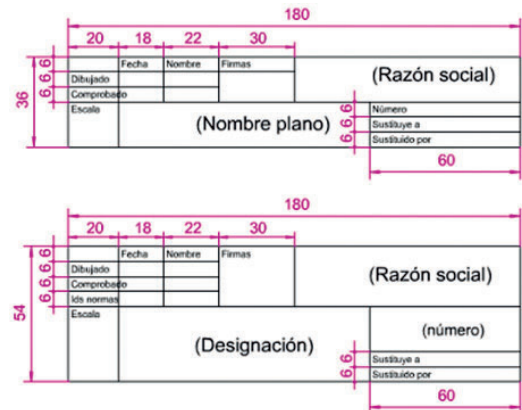 180
20 18 22 30
36
6 6 6
Fecha Nombre Firmas
Dibujado
Comprobado
(Razón social)
Escala
(Nombre plano)
6 6 6
Número
Sustituye a
Sustituido por
60
180
20 18 22 30
54
6 6 6 6
Fecha Nombre Firmas
Dibujado
Comprobado
Ids normas
(Razón social)
Escala
(Designación)
(número)
6 6
Sustituye a
Sustituido por
60